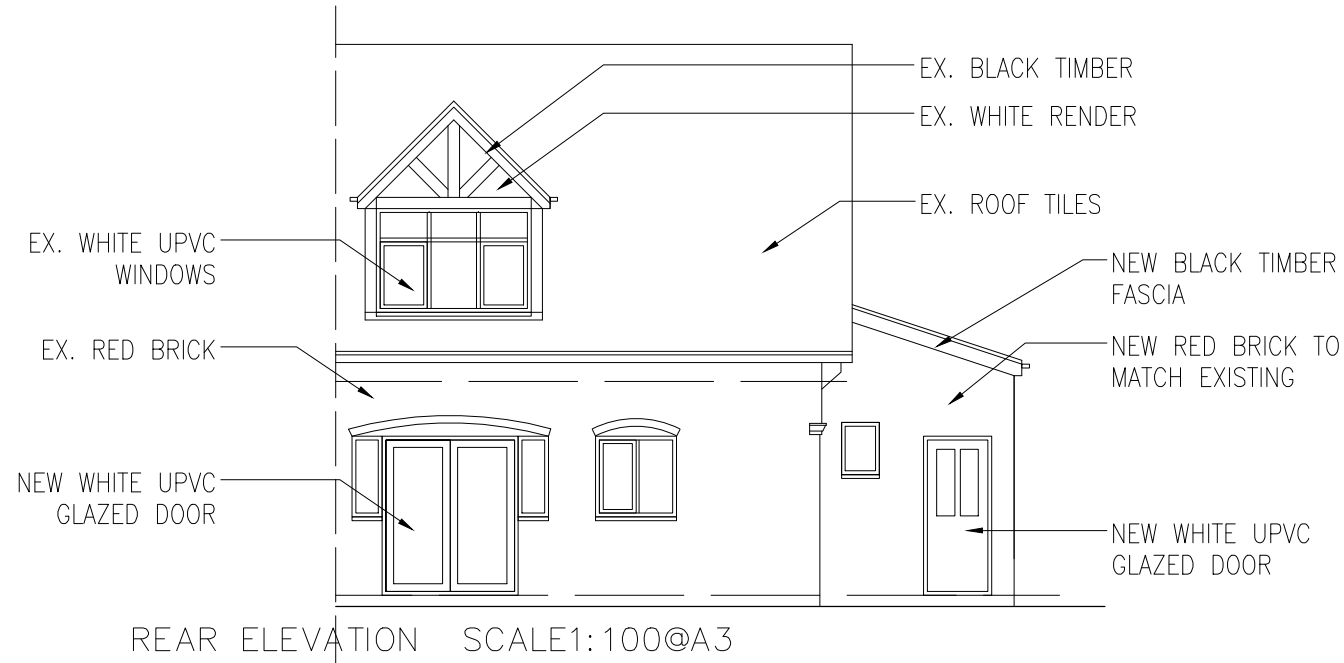 EX. BLACK TIMBER
EX. WHITE RENDER
EX. ROOF TILES
EX. WHITE UPVC
WINDOWS
NEW BLACK TIMBER
FASCIA
EX. RED BRICK
NEW RED BRICK TO
MATCH EXISTING
NEW WHITE UPVC
GLAZED DOOR
NEW WHITE UPVC
GLAZED DOOR
REAR ELEVATION SCALE1:100@A3